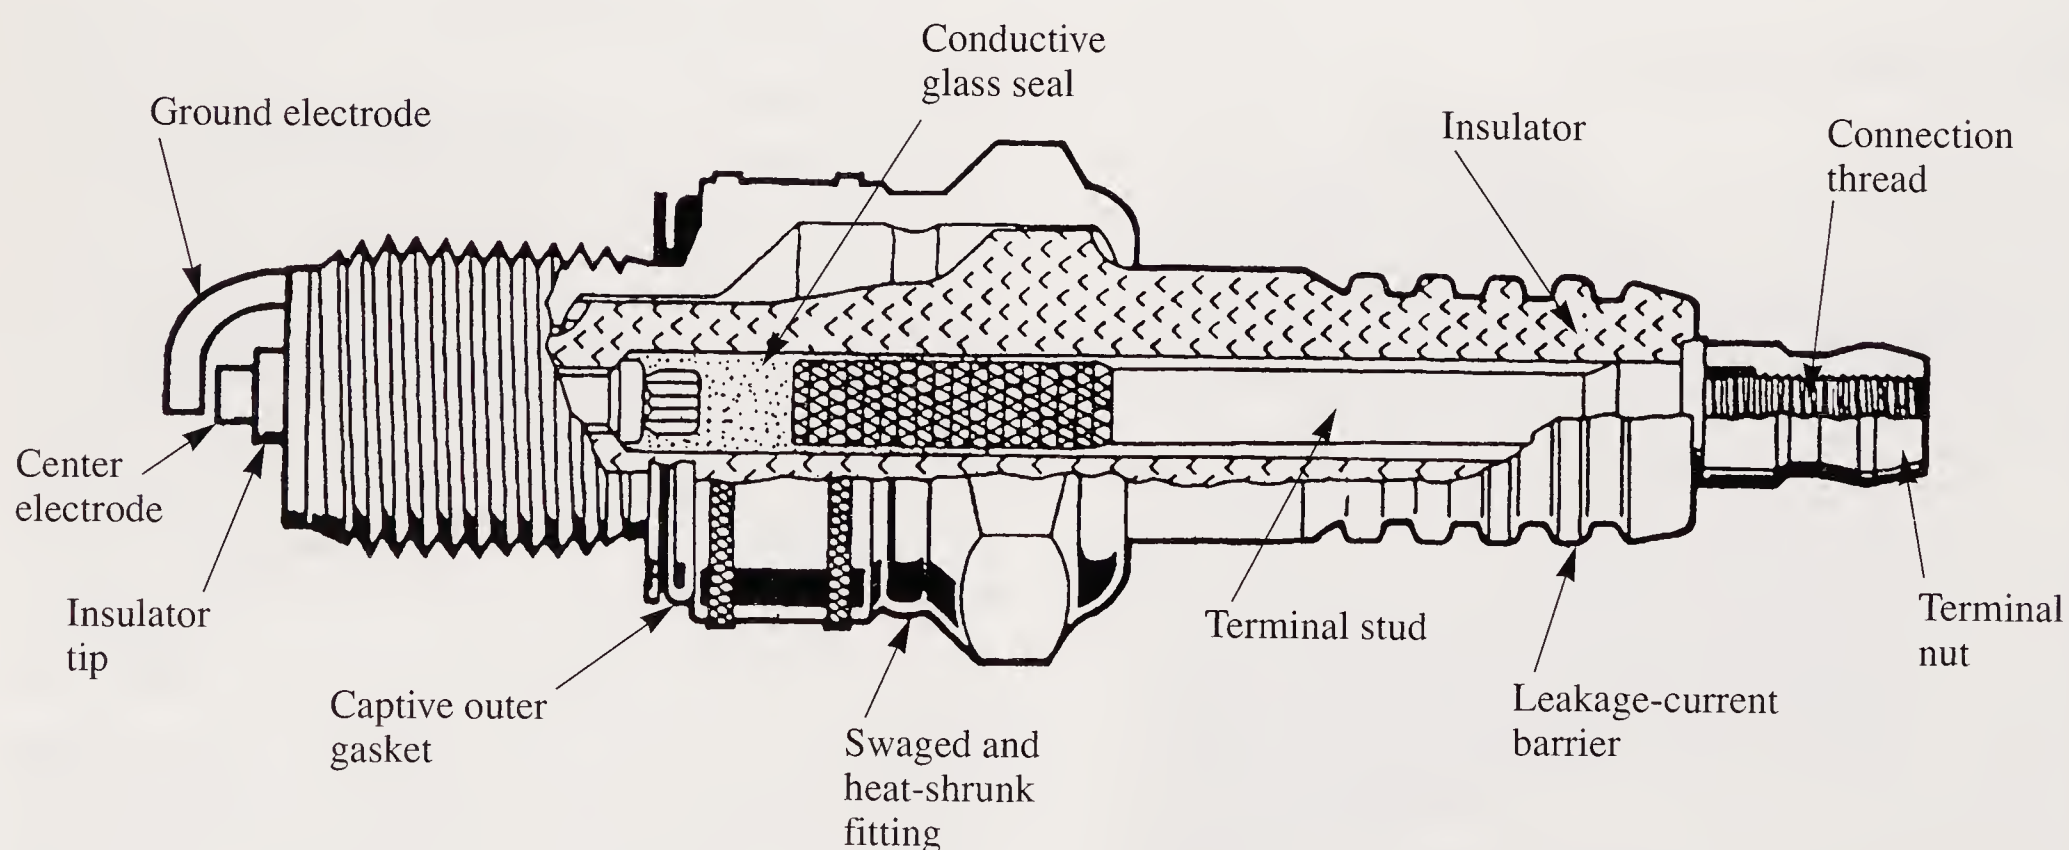 Conductive
glass seal
Ground electrode
Insulator
Connection
thread
Center
electrode
Insulator
tip
Captive outer
gasket
Swaged and
heat-shrunk
fitting
Terminal stud
Leakage-current
barrier
Terminal
nut